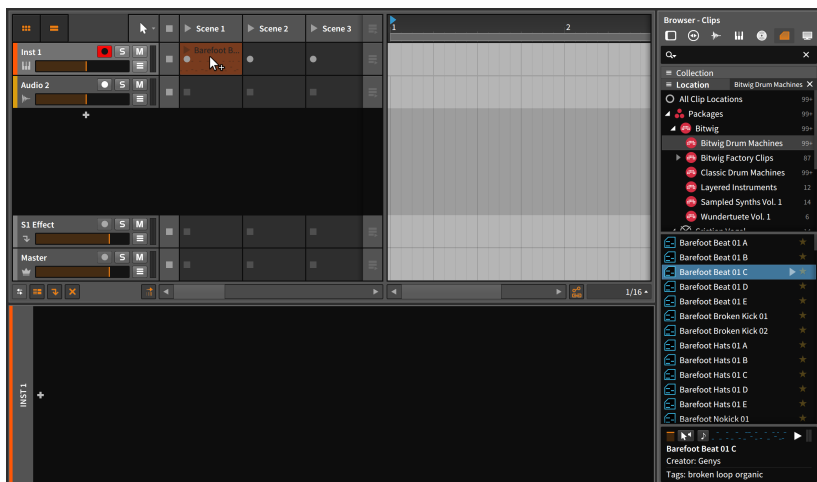 Scene 1 Scene 2 Scene 3
1 2
Inst 1 S M
Barefoot B...
Audio 2 S M
S1 Effect S M
Master S M
1/16
INST 1
Browser - Clips
Collection
Location Bitwig Drum Machines
All Clip Locations 99+
Packages 99+
Bitwig 99+
Bitwig Drum Machines 99+
Bitwig Factory Clips 87
Classic Drum Machines 99+
Layered Instruments 12
Sampled Synths Vol. 1 14
Wundertuete Vol. 1 6
Barefoot Beat 01 A
Barefoot Beat 01 B
Barefoot Beat 01 C
Barefoot Beat 01 D
Barefoot Beat 01 E
Barefoot Broken Kick 01
Barefoot Broken Kick 02
Barefoot Hats 01 A
Barefoot Hats 01 B
Barefoot Hats 01 C
Barefoot Hats 01 D
Barefoot Hats 01 E
Barefoot Nokick 01
Barefoot Beat 01 C
Creator: Genys
Tags: broken loop organic